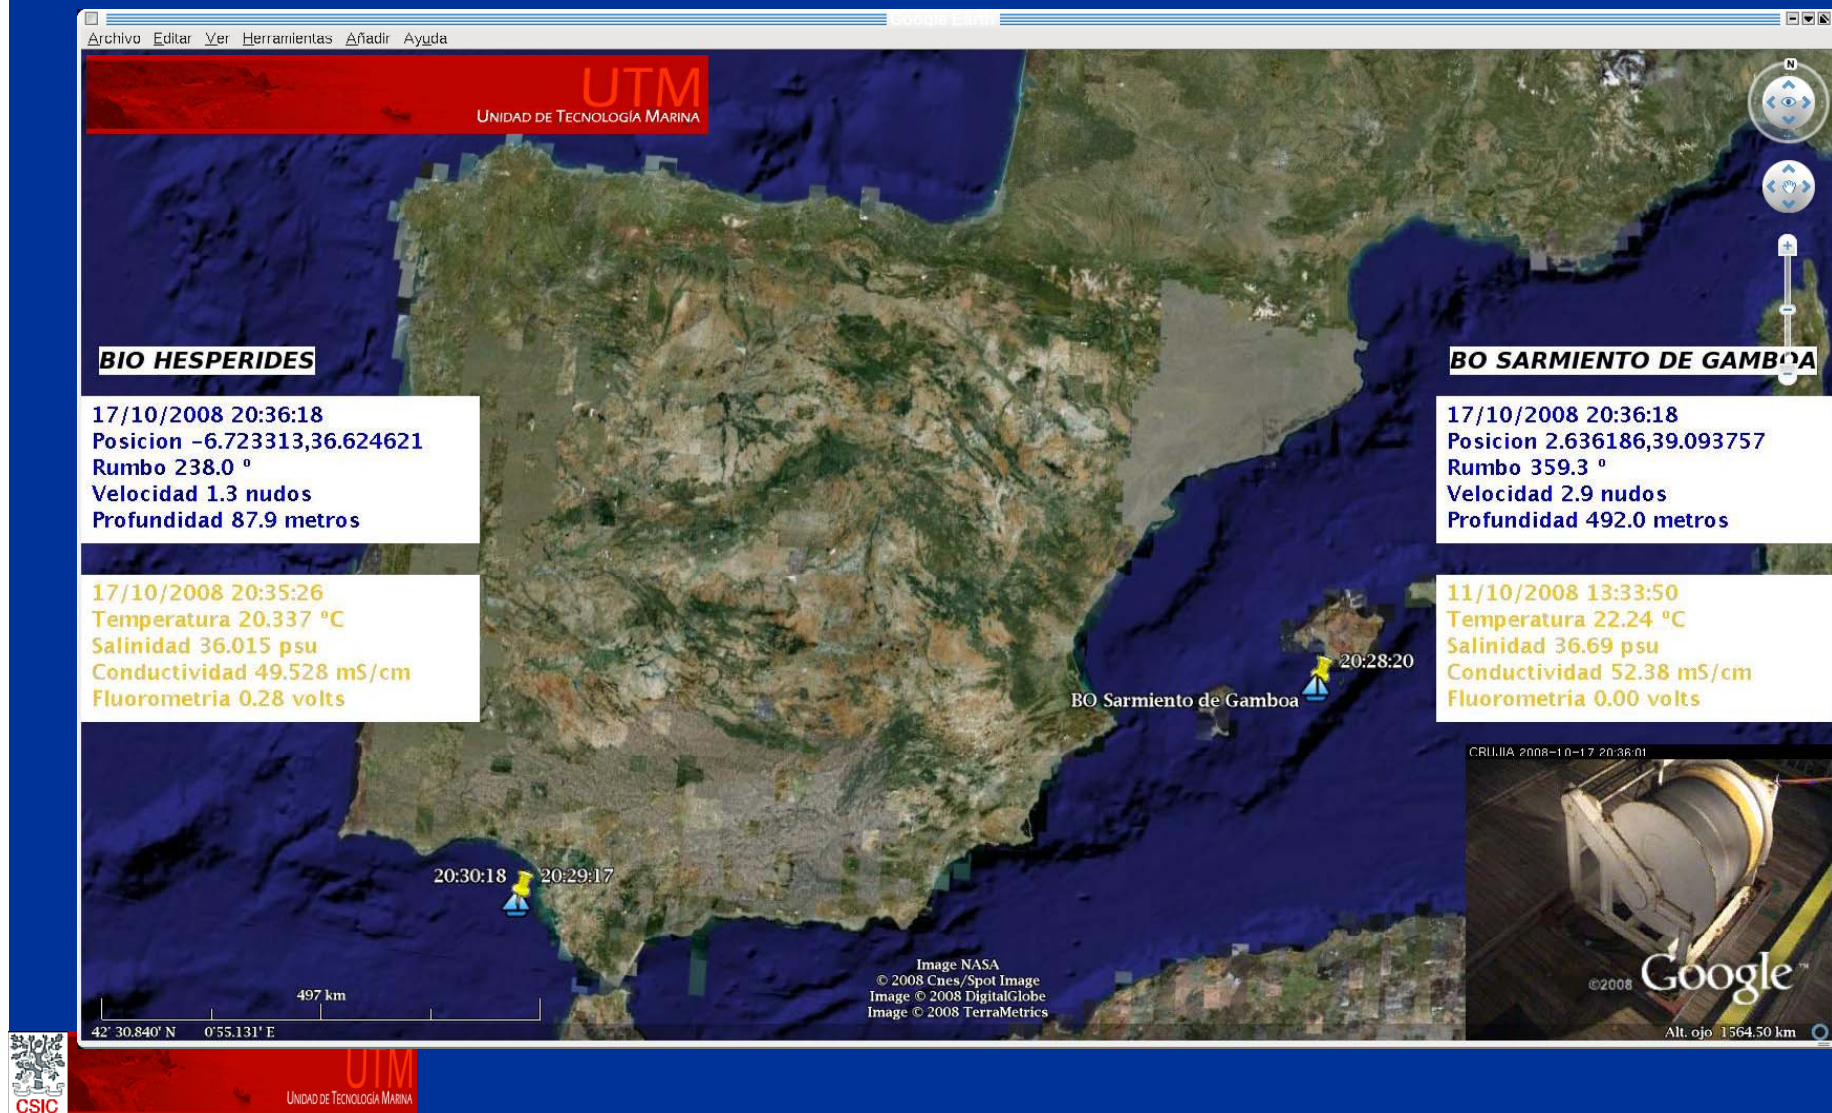 Google Earth
Archivo Editar Ver Herramientas Añadir Ayuda
UTM
UNIDAD DE TECNOLOGÍA MARINA
N
BIO HESPERIDES
17/10/2008 20:36:18
Posicion -6.723313,36.624621
Rumbo 238.0 º
Velocidad 1.3 nudos
Profundidad 87.9 metros
17/10/2008 20:35:26
Temperatura 20.337 ºC
Salinidad 36.015 psu
Conductividad 49.528 mS/cm
Fluorometria 0.28 volts
BO SARMIENTO DE GAMBOA
17/10/2008 20:36:18
Posicion 2.636186,39.093757
Rumbo 359.3 º
Velocidad 2.9 nudos
Profundidad 492.0 metros
11/10/2008 13:33:50
Temperatura 22.24 ºC
Salinidad 36.69 psu
Conductividad 52.38 mS/cm
Fluorometria 0.00 volts
20:28:20
BO Sarmiento de Gamboa
CRUJIA 2008-10-17 20:36:01
20:30:18 20:29:17
Image NASA
© 2008 Cnes/Spot Image
Image © 2008 DigitalGlobe
Image © 2008 TerraMetrics
©2008 Google™
497 km
42° 30.840' N 0°55.131' E
Alt. ojo 1564.50 km
CSIC
UTM
UNIDAD DE TECNOLOGÍA MARINA